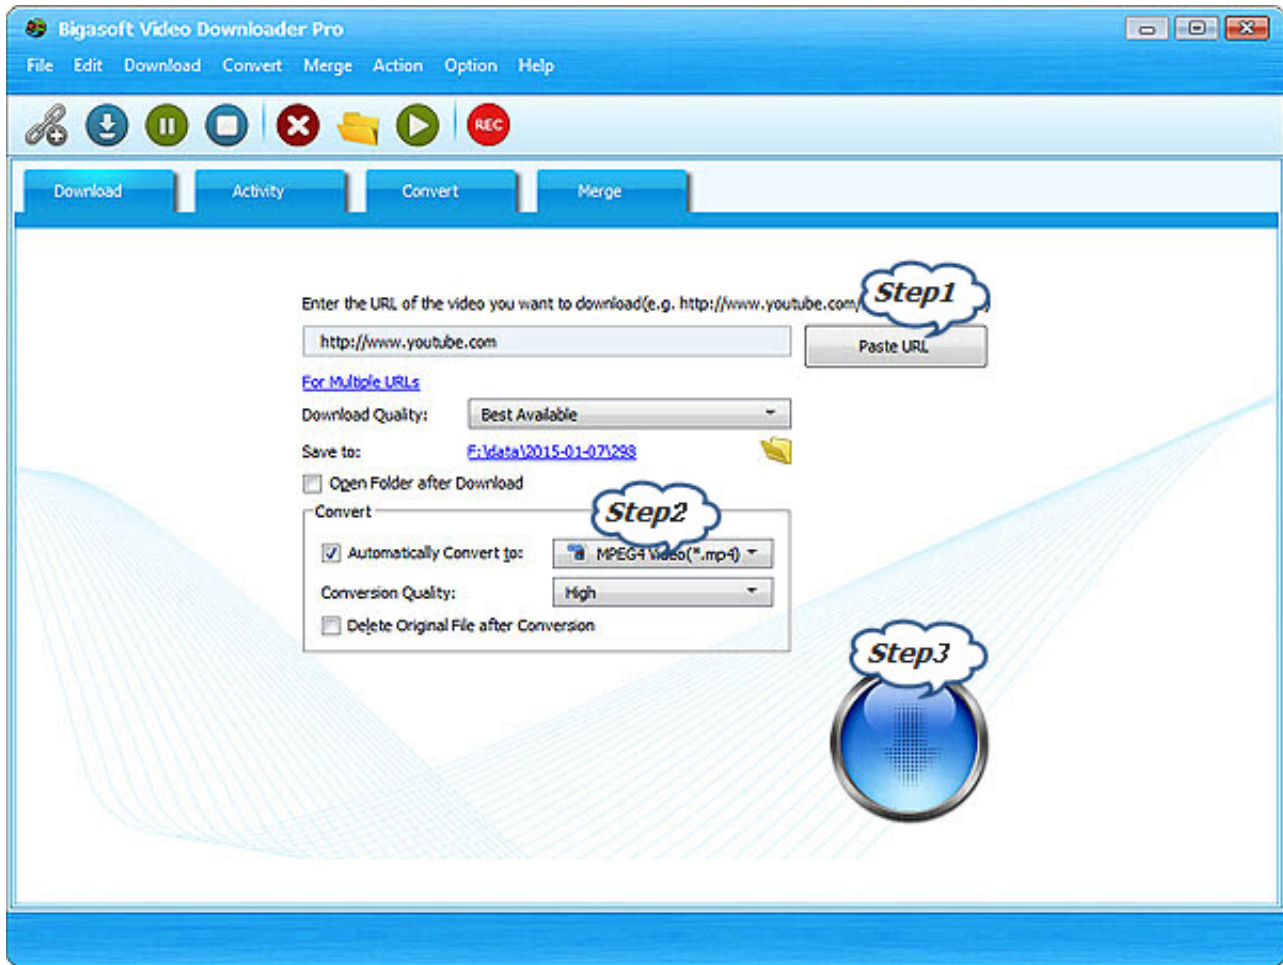 Bigasoft Video Downloader Pro
File Edit Download Convert Merge Action Option Help
REC
Download Activity Convert Merge
Step1
Enter the URL of the video you want to download(e.g. http://www.youtube.com/
http://www.youtube.com Paste URL
For Multiple URLs
Download Quality: Best Available
Save to: F:\data\2015-01-07\298
Open Folder after Download
Step2
Convert
Automatically Convert to: MPEG4 Video(*.mp4)
Conversion Quality: High
Delete Original File after Conversion
Step3